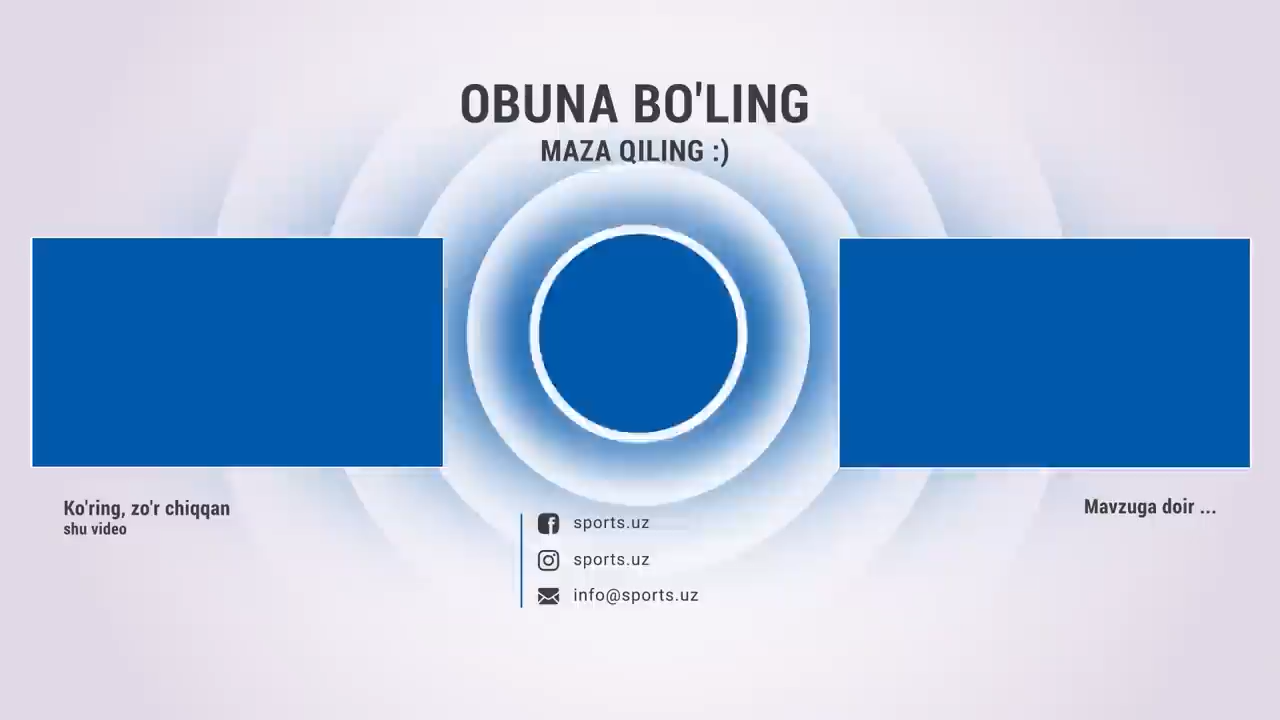 OBUNA BO'LING
MAZA QILING :)
Ko'ring, zo'r chiqqan
shu video
Mavzuga doir ...
sports.uz
sports.uz
info@sports.uz